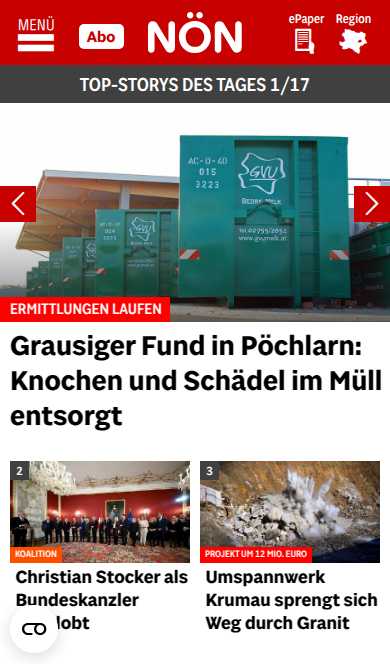 MENÜ
Abo
NÖN
ePaper
Region
TOP-STORYS DES TAGES 1/17
AC-Ü-40
015
3223
GVU
BEZIRK MELK
Tel.02755/2652
www.gvumelk.at
ERMITTLUNGEN LAUFEN
Grausiger Fund in Pöchlarn:
Knochen und Schädel im Müll
entsorgt
2
KOALITION
Christian Stocker als
Bundeskanzler
lobt
3
PROJEKT UM 12 MIO. EURO
Umspannwerk
Krumau sprengt sich
Weg durch Granit